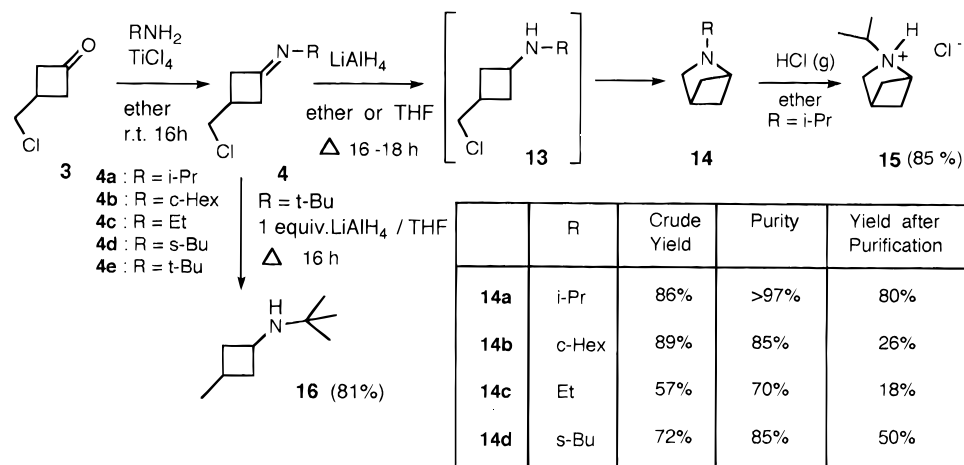 O
RNH2
TiCl4
ether
r.t. 16h
Cl
3
N
R
Cl
4
LiAlH4
ether or THF
Δ 16 -18 h
H
N
R
Cl
13
R
N
14
HCl (g)
ether
R = i-Pr
H
N
+
Cl -
15 (85 %)
4a : R = i-Pr
4b : R = c-Hex
4c : R = Et
4d : R = s-Bu
4e : R = t-Bu
R = t-Bu
1 equiv.LiAlH4 / THF
Δ 16 h
H
N
16 (81%)
R Crude Yield Purity Yield after Purification
14a i-Pr 86% >97% 80%
14b c-Hex 89% 85% 26%
14c Et 57% 70% 18%
14d s-Bu 72% 85% 50%